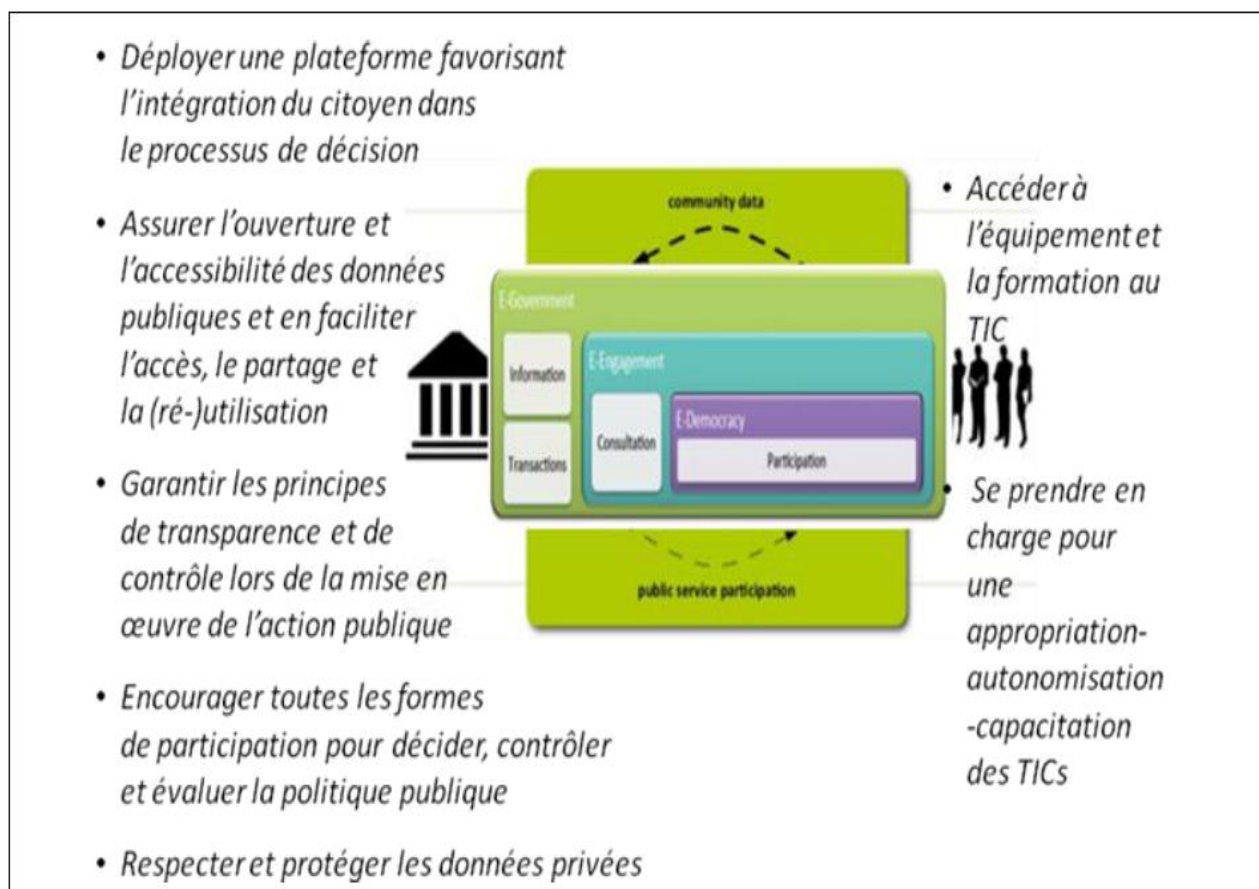 • Déployer une plateforme favorisant
l'intégration du citoyen dans
le processus de décision
• Assurer l'ouverture et
l'accessibilité des données
publiques et en faciliter
l'accès, le partage et
la (ré-)utilisation
• Garantir les principes
de transparence et de
contrôle lors de la mise en
œuvre de l'action publique
• Encourager toutes les formes
de participation pour décider, contrôler
et évaluer la politique publique
• Respecter et protéger les données privées
community data
E-Government
Information
Transactions
E-Engagement
Consultation
E-Democracy
Participation
public service participation
• Accéder à
l'équipement et
la formation au
TIC
• Se prendre en
charge pour
une
appropriation-
autonomisation
-capacitation
des TICs